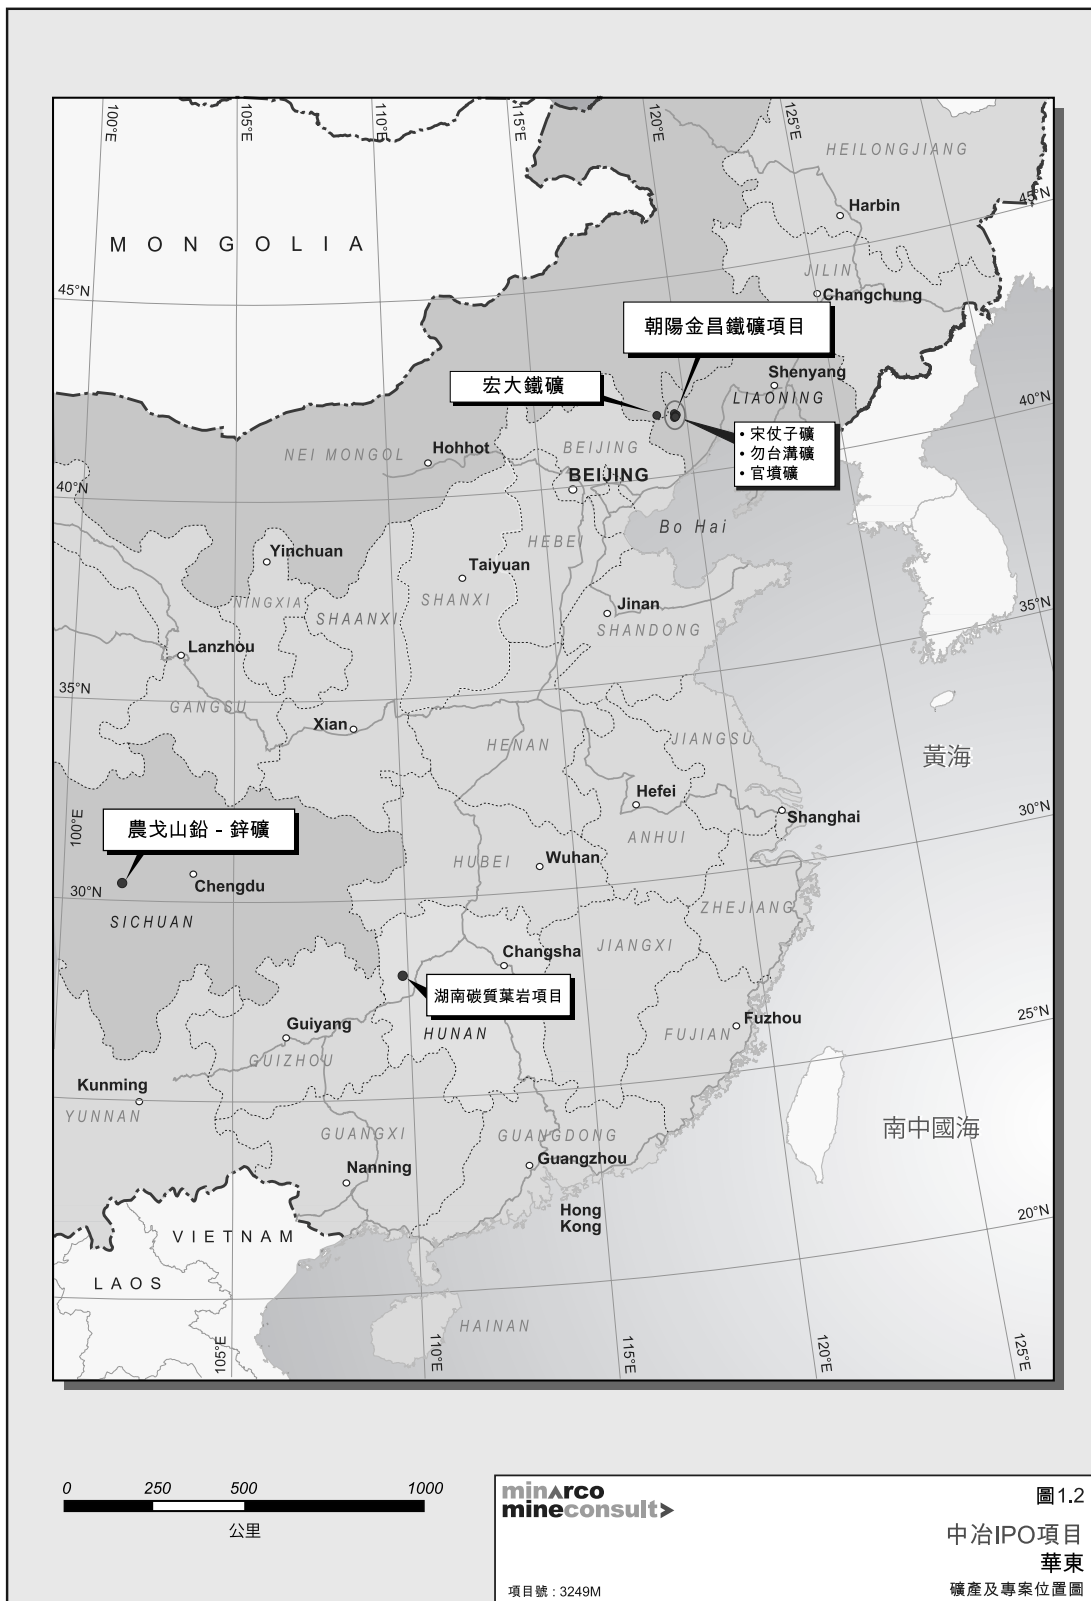 100°E
105°E
110°E
115°E
120°E
125°E
HEILONGJIANG
45°N
Harbin
MONGOLIA
JILIN
45°N
Changchung
朝陽金昌鐵礦項目
宏大鐵礦
Shenyang
LIAONING
40°N
• 宋仗子礦
• 勿台溝礦
• 官墳礦
NEI MONGOL
Hohhot
BEIJING
BEIJING
40°N
Bo Hai
HEBEI
Yinchuan
Taiyuan
NINGXIA
SHAANXI
SHANXI
Jinan
SHANDONG
35°N
Lanzhou
35°N
GANGSU
Xian
HENAN
JIANGSU
黃海
100°E
Hefei
30°N
Shanghai
農戈山鉛 - 鋅礦
ANHUI
HUBEI
Wuhan
Chengdu
30°N
SICHUAN
ZHEJIANG
JIANGXI
Changsha
湖南碳質葉岩項目
25°N
Guiyang
HUNAN
Fuzhou
FUJIAN
GUIZHOU
Kunming
YUNNAN
南中國海
GUANGXI
GUANGDONG
Nanning
Guangzhou
Hong
Kong
20°N
VIETNAM
LAOS
HAINAN
105°E
110°E
115°E
120°E
125°E
0 250 500 1000
公里
minarco
mineconsult
圖1.2
中冶IPO項目
華東
項目號 : 3249M
礦產及專案位置圖